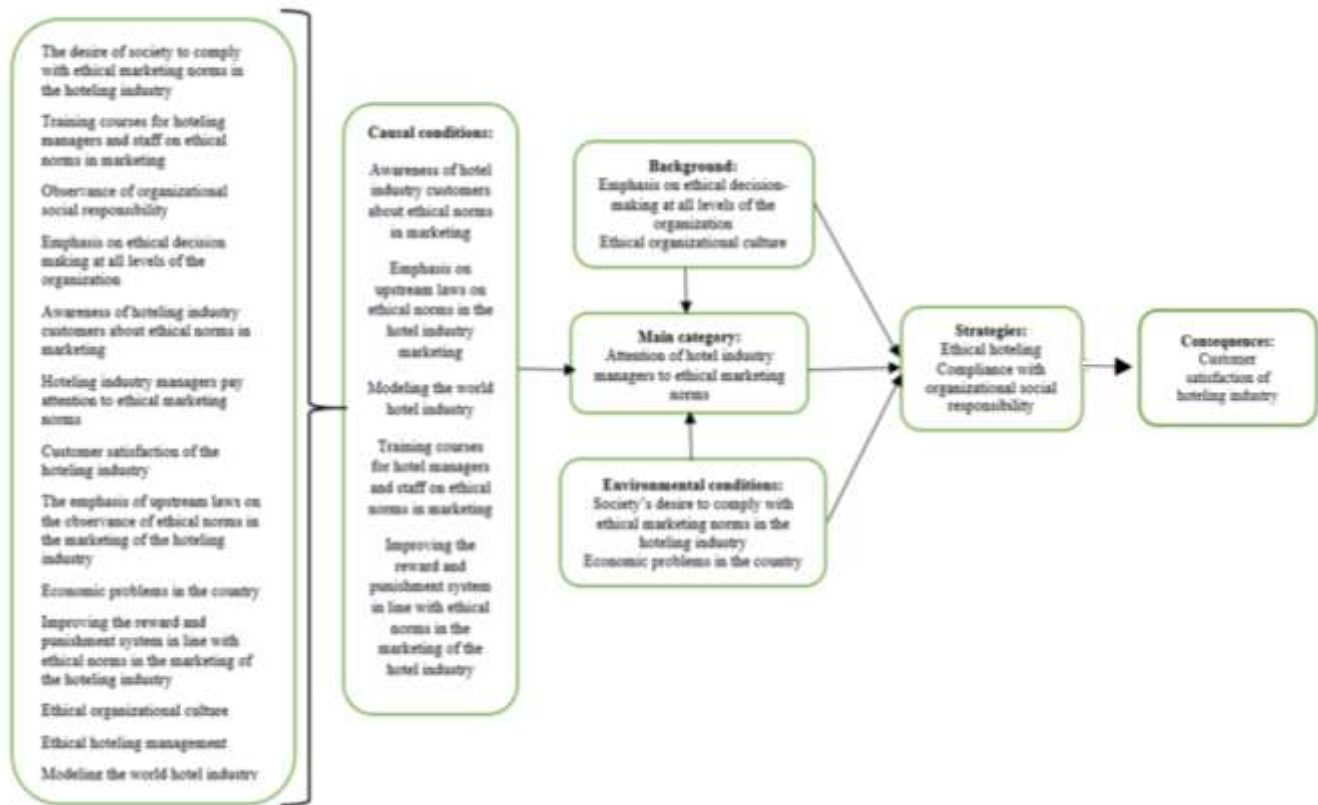 The desire of society to comply
with ethical marketing norms in
the hoteling industry
Training courses for hoteling
managers and staff on ethical
norms in marketing
Observance of organizational
social responsibility
Emphasis on ethical decision
making at all levels of the
organization
Awareness of hoteling industry
customers about ethical norms in
marketing
Hoteling industry managers pay
attention to ethical marketing
norms
Customer satisfaction of the
hoteling industry
The emphasis of upstream laws on
the observance of ethical norms in
the marketing of the hoteling
industry
Economic problems in the country
Improving the reward and
punishment system in line with
ethical norms in the marketing of
the hoteling industry
Ethical organizational culture
Ethical hoteling management
Modeling the world hotel industry
Causal conditions:
Awareness of hotel
industry customers
about ethical norms
in marketing
Emphasis on
upstream laws on
ethical norms in the
hotel industry
marketing
Modeling the world
hotel industry
Training courses
for hotel managers
and staff on ethical
norms in marketing
Improving the
reward and
punishment system
in line with ethical
norms in the
marketing of the
hotel industry
Background:
Emphasis on ethical decision-
making at all levels of the
organization
Ethical organizational culture
Main category:
Attention of hotel industry
managers to ethical marketing
norms
Environmental conditions:
Society's desire to comply with
ethical marketing norms in the
hoteling industry
Economic problems in the country
Strategies:
Ethical hoteling
Compliance with
organizational social
responsibility
Consequences:
Customer
satisfaction of
hoteling industry